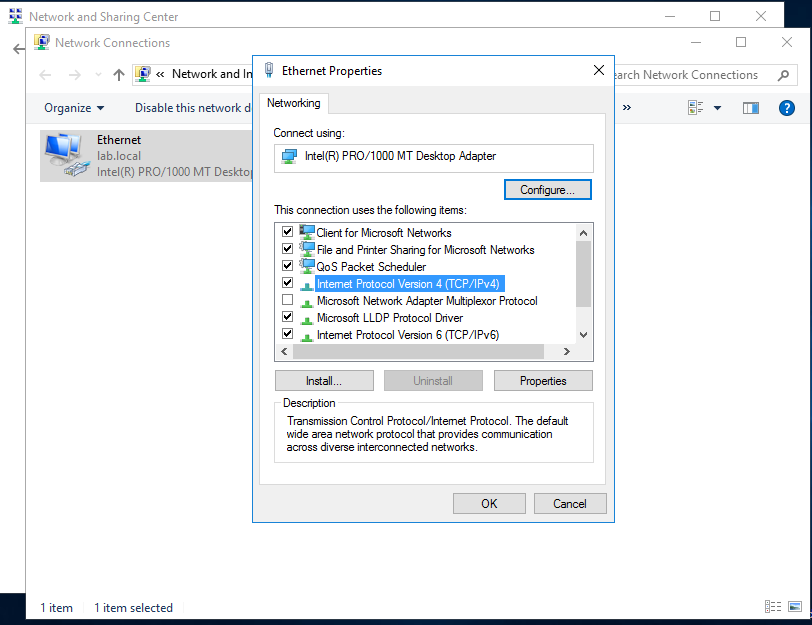 Network and Sharing Center
Network Connections
« Network and In
earch Network Connections
Organize
Disable this network d
»
Ethernet
lab.local
Intel(R) PRO/1000 MT Deskto
Ethernet Properties
Networking
Connect using:
Intel(R) PRO/1000 MT Desktop Adapter
Configure...
This connection uses the following items:
Client for Microsoft Networks
File and Printer Sharing for Microsoft Networks
QoS Packet Scheduler
Internet Protocol Version 4 (TCP/IPv4)
Microsoft Network Adapter Multiplexor Protocol
Microsoft LLDP Protocol Driver
Internet Protocol Version 6 (TCP/IPv6)
Install...
Uninstall
Properties
Description
Transmission Control Protocol/Internet Protocol. The default
wide area network protocol that provides communication
across diverse interconnected networks.
OK
Cancel
1 item
1 item selected